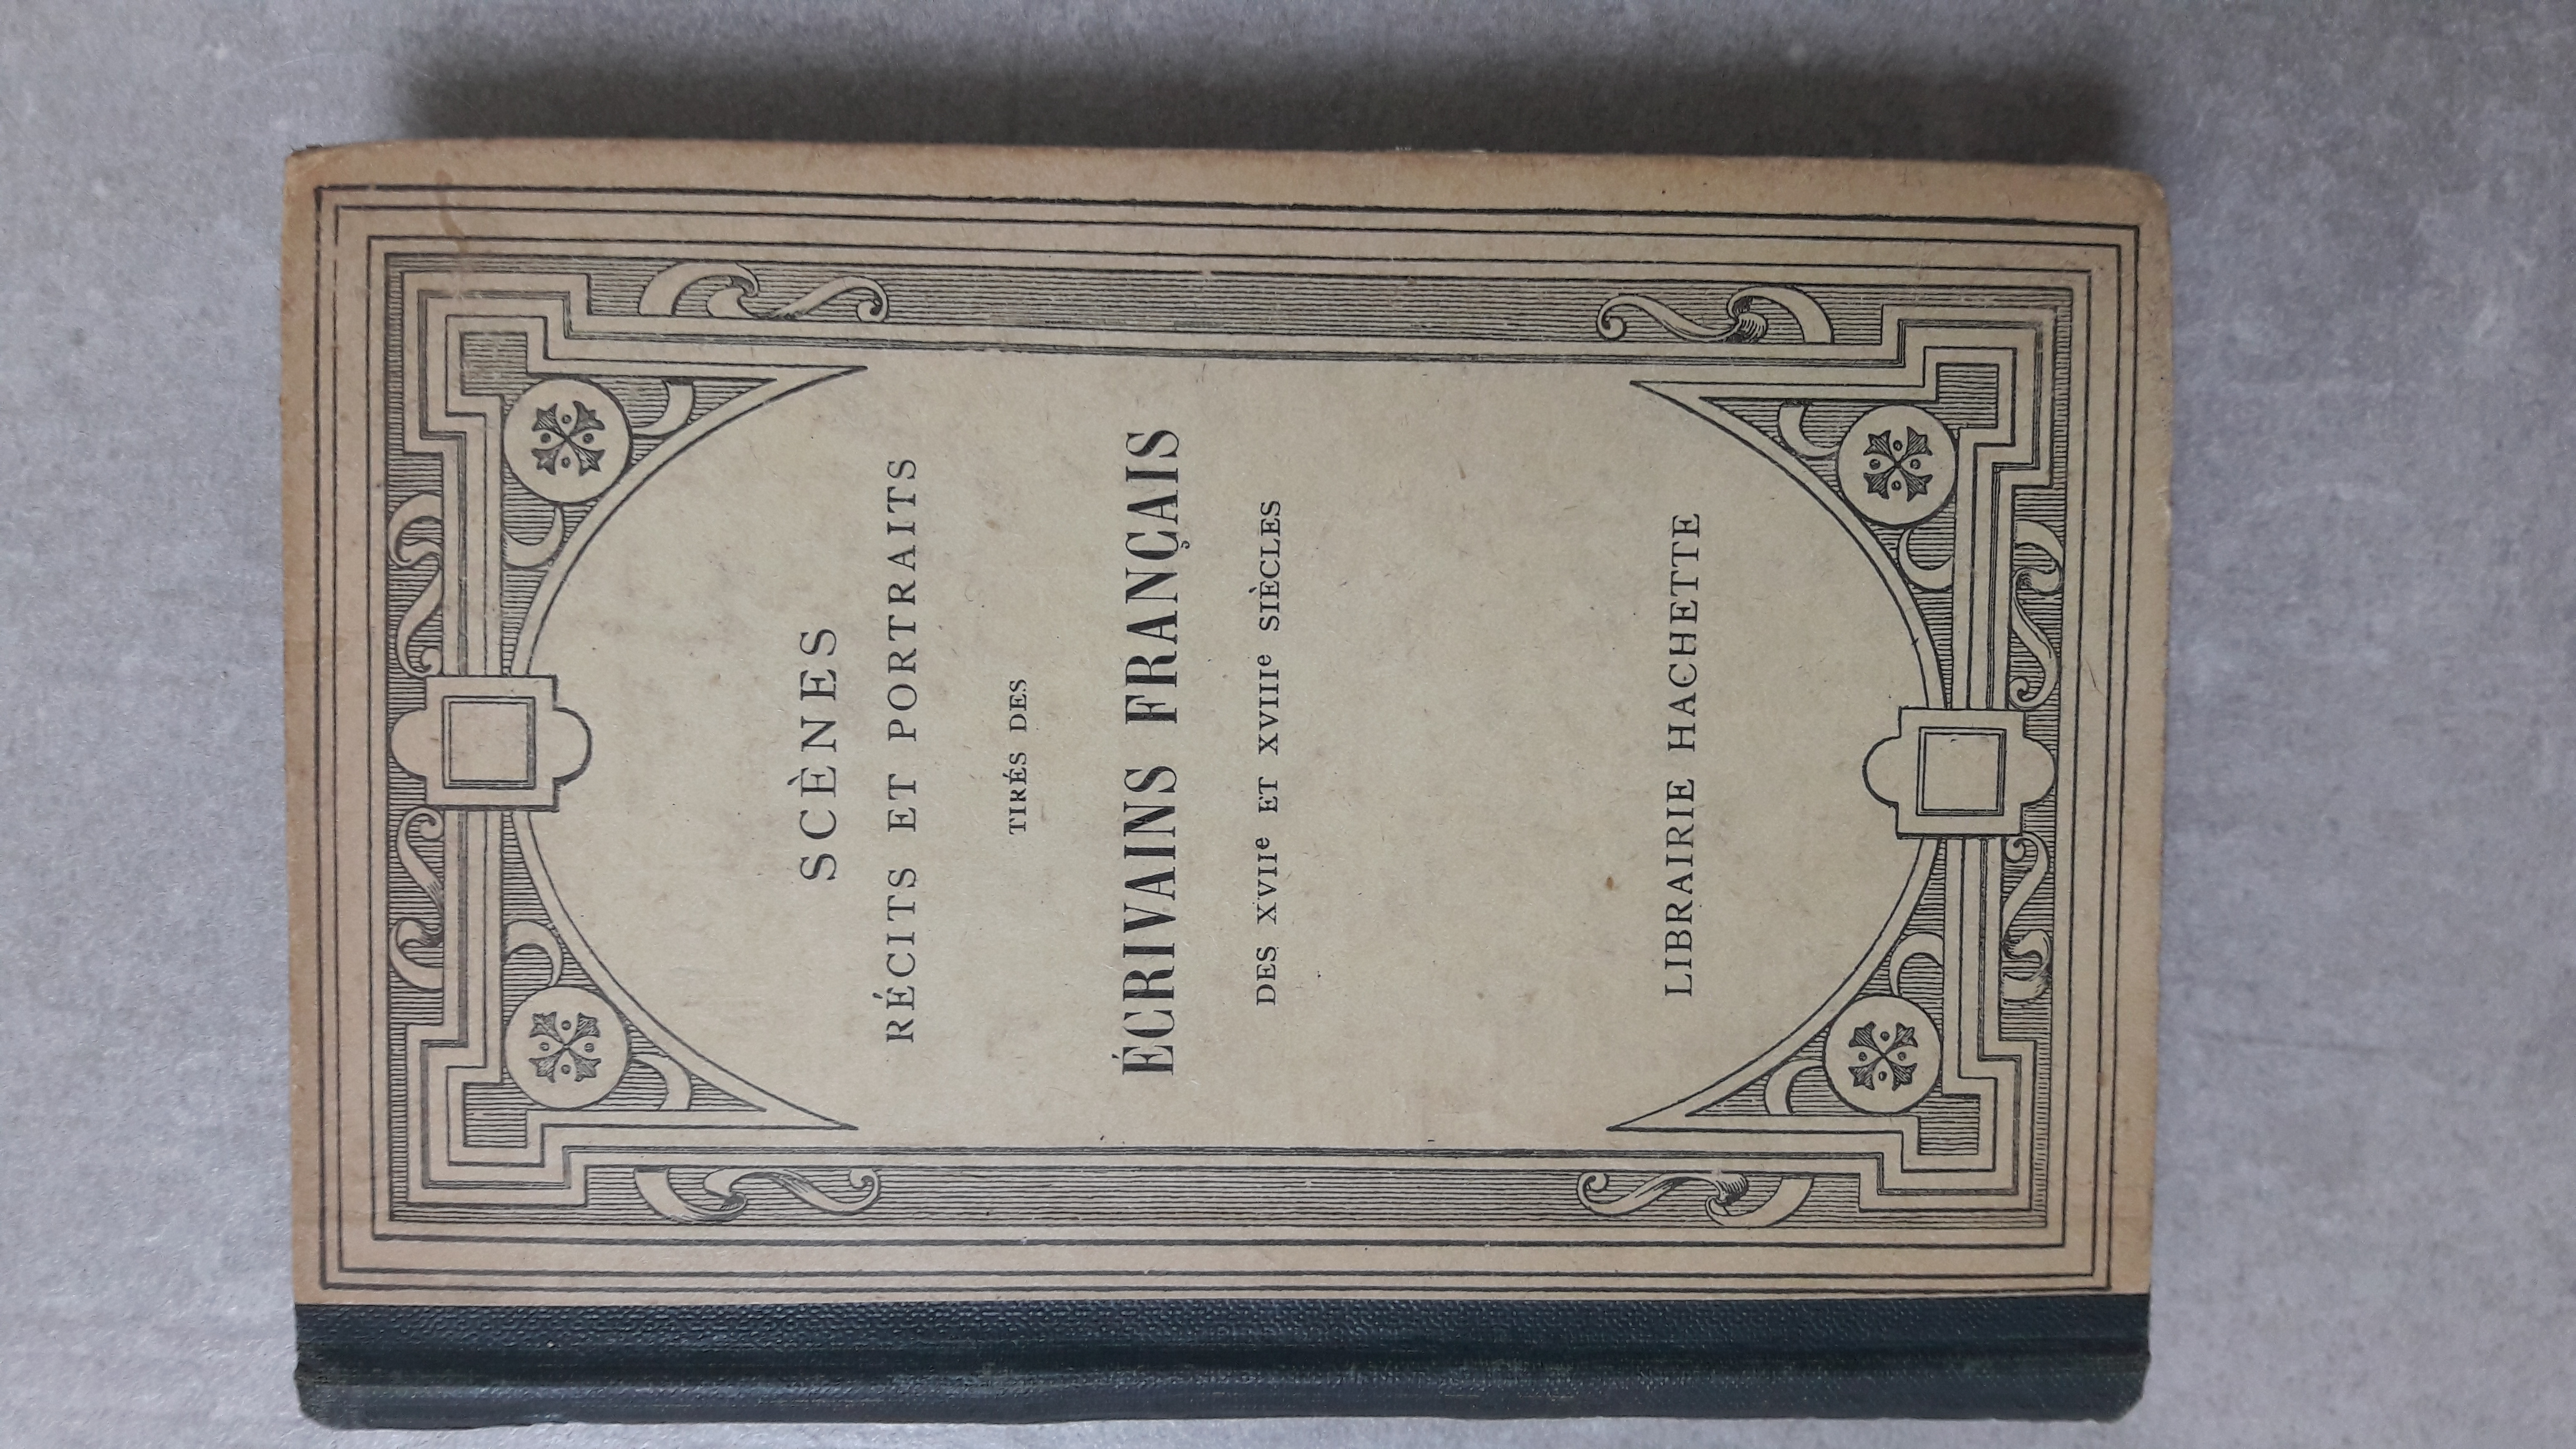 SCÈNES
RÉCITS ET PORTRAITS
TIRÉS DES
ÉCRIVAINS FRANÇAIS
DES XVIIe ET XVIIIe SIÈCLES
LIBRAIRIE HACHETTE